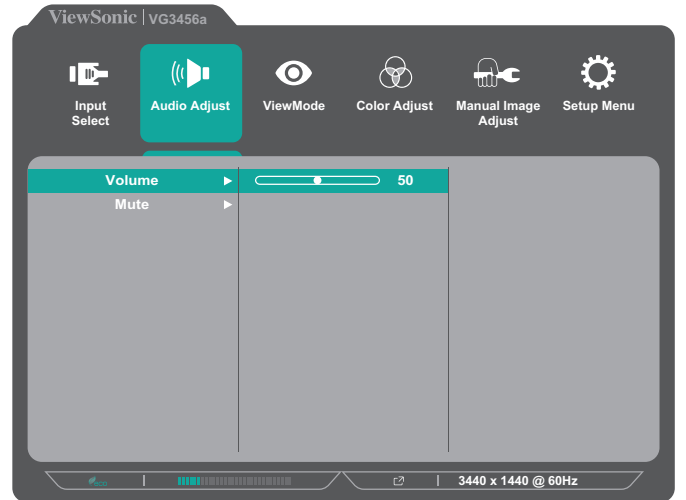 ViewSonic | VG3456a
Input Select
Audio Adjust
ViewMode
Color Adjust
Manual Image Adjust
Setup Menu
Volume
50
Mute
eco
3440 x 1440 @ 60Hz